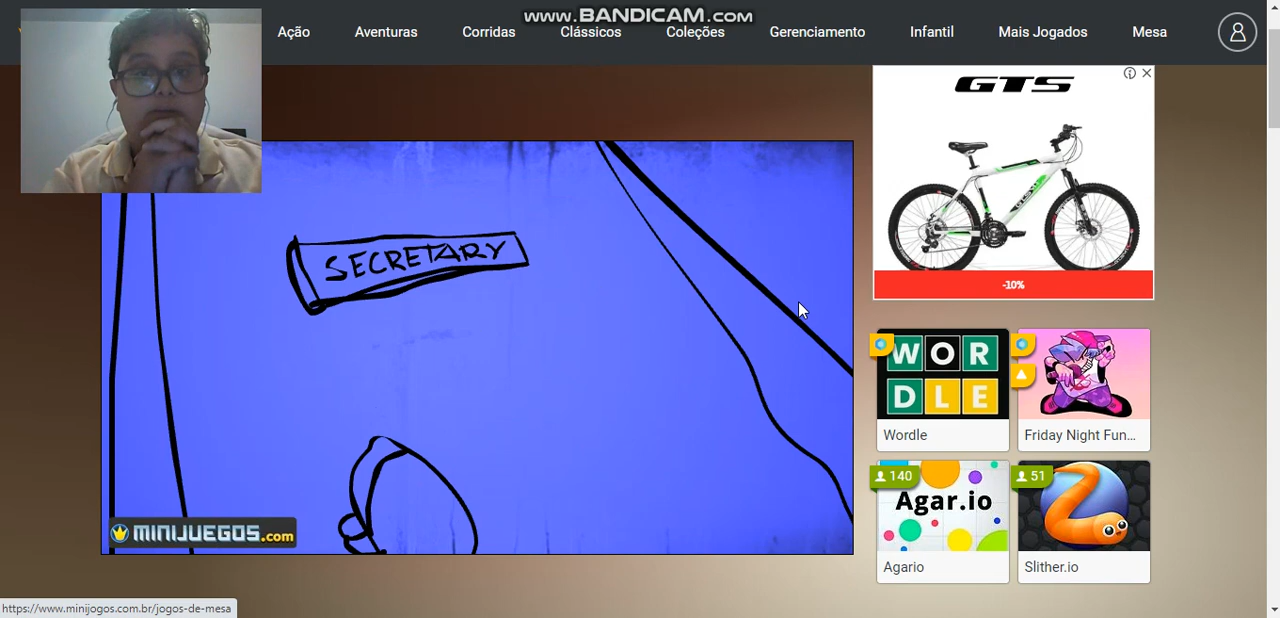 www.BANDICAM.com
Ação Aventuras Corridas Clássicos Coleções Gerenciamento Infantil Mais Jogados Mesa
GTS
SECRETARY
-10%
WORDLE
Wordle
Friday Night Fun...
140
51
Agar.io
Agario
Slither.io
MINIJUEGOS.com
https://www.minijogos.com.br/jogos-de-mesa